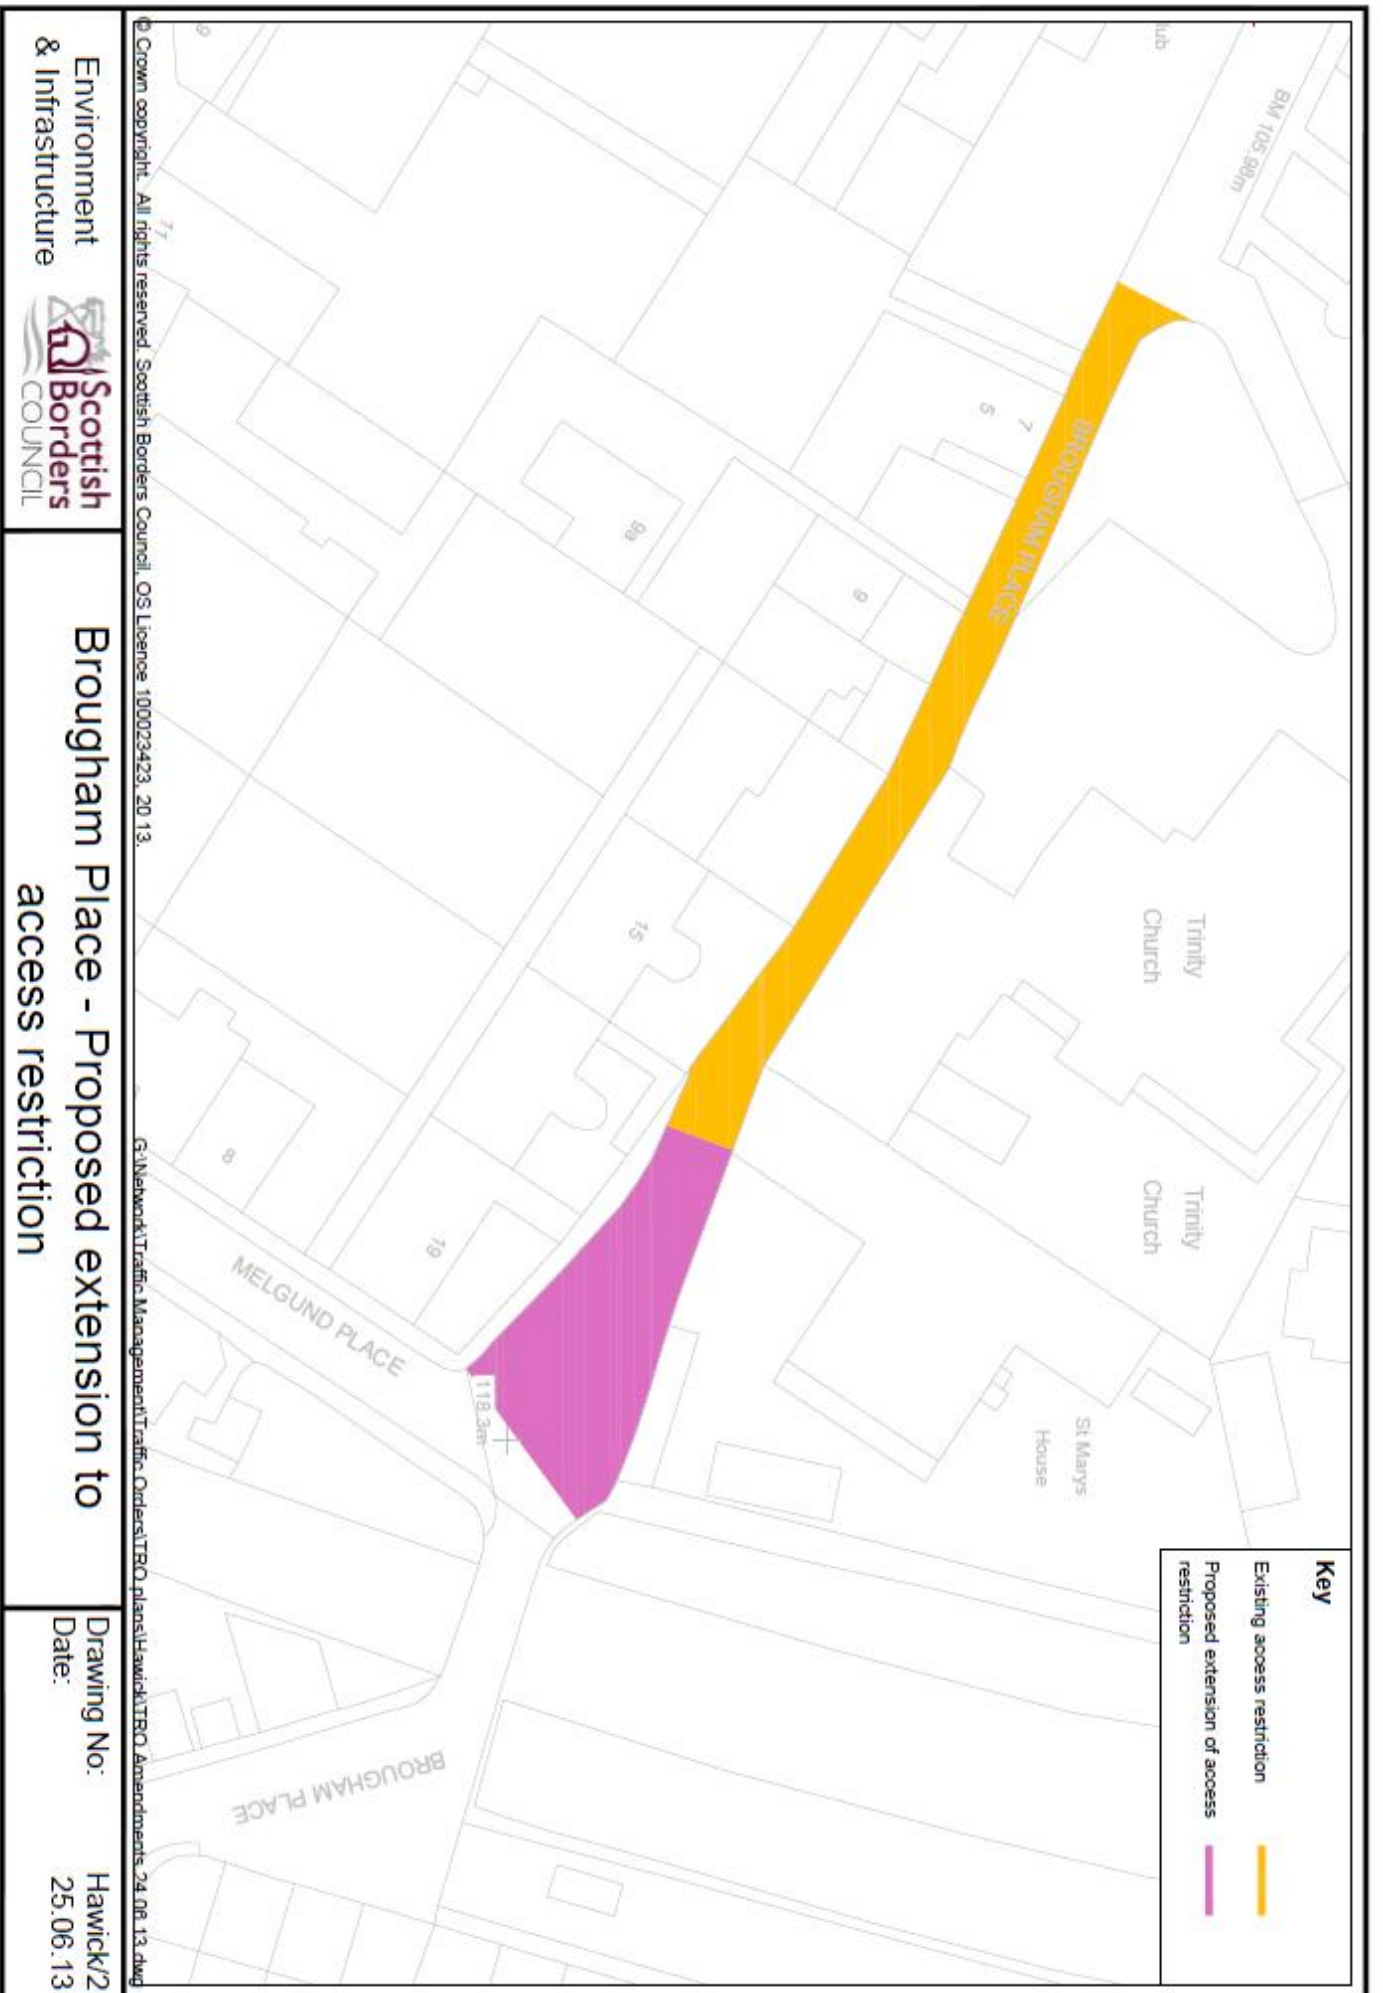 Key
Existing access restriction
Proposed extension of access
restriction
BM 105.98m
lub
BROUGHAM PLACE
5
7
9
9a
Trinity
Church
Trinity
Church
15
St Marys
House
8
19
MELGUND PLACE
118.3m
BROUGHAM PLACE
© Crown copyright. All rights reserved. Scottish Borders Council, OS Licence 100023423, 2013.
G:\Network\Traffic Management\Traffic Orders\TRO plans\Hawick\TRO Amendments 24.06.13.dwg
Environment
& Infrastructure
Scottish
Borders
COUNCIL
Brougham Place - Proposed extension to
access restriction
Drawing No: Hawick/2
Date: 25.06.13